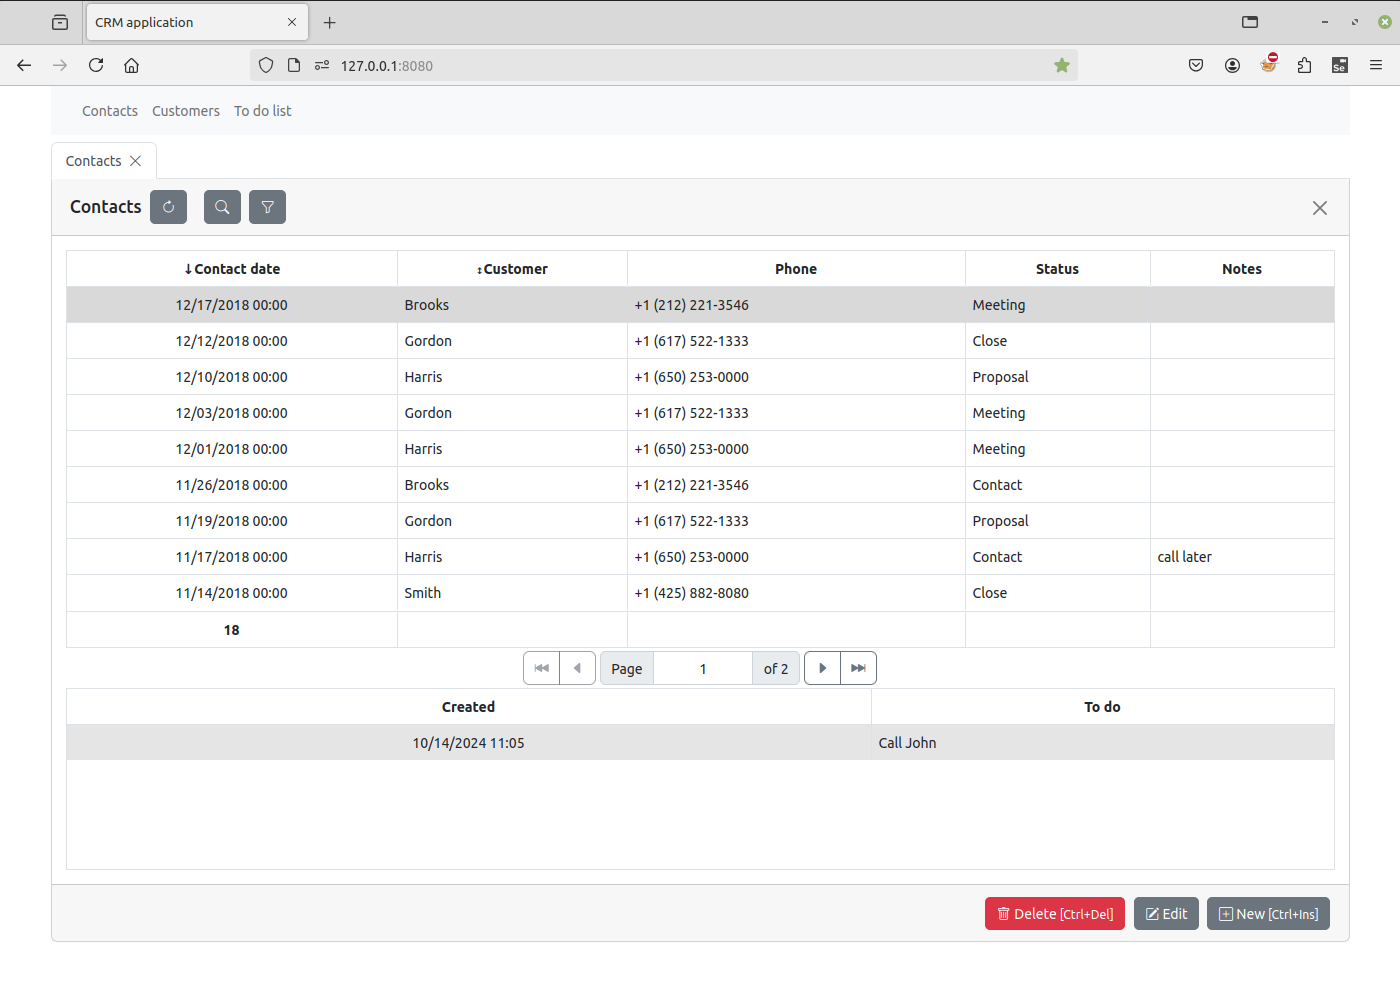 CRM application
127.0.0.1:8080
Se
Contacts Customers To do list
Contacts
Contacts
↓Contact date ↕Customer Phone Status Notes
12/17/2018 00:00 Brooks +1 (212) 221-3546 Meeting
12/12/2018 00:00 Gordon +1 (617) 522-1333 Close
12/10/2018 00:00 Harris +1 (650) 253-0000 Proposal
12/03/2018 00:00 Gordon +1 (617) 522-1333 Meeting
12/01/2018 00:00 Harris +1 (650) 253-0000 Meeting
11/26/2018 00:00 Brooks +1 (212) 221-3546 Contact
11/19/2018 00:00 Gordon +1 (617) 522-1333 Proposal
11/17/2018 00:00 Harris +1 (650) 253-0000 Contact call later
11/14/2018 00:00 Smith +1 (425) 882-8080 Close
18
Page 1 of 2
Created To do
10/14/2024 11:05 Call John
Delete [Ctrl+Del] Edit New [Ctrl+Ins]